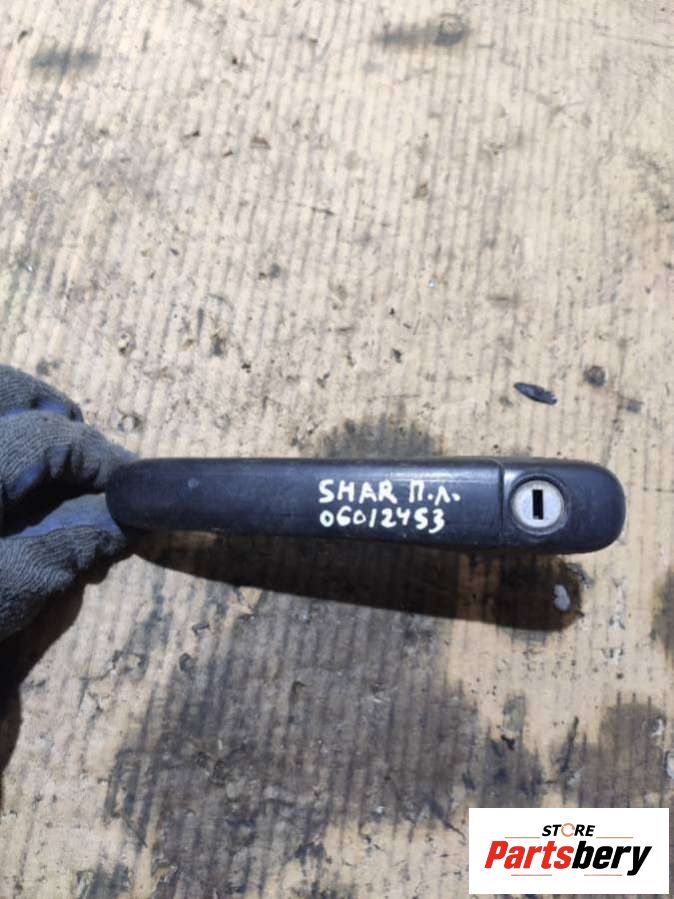 SHAR П.Л.
06012453
STORE
Partsbery